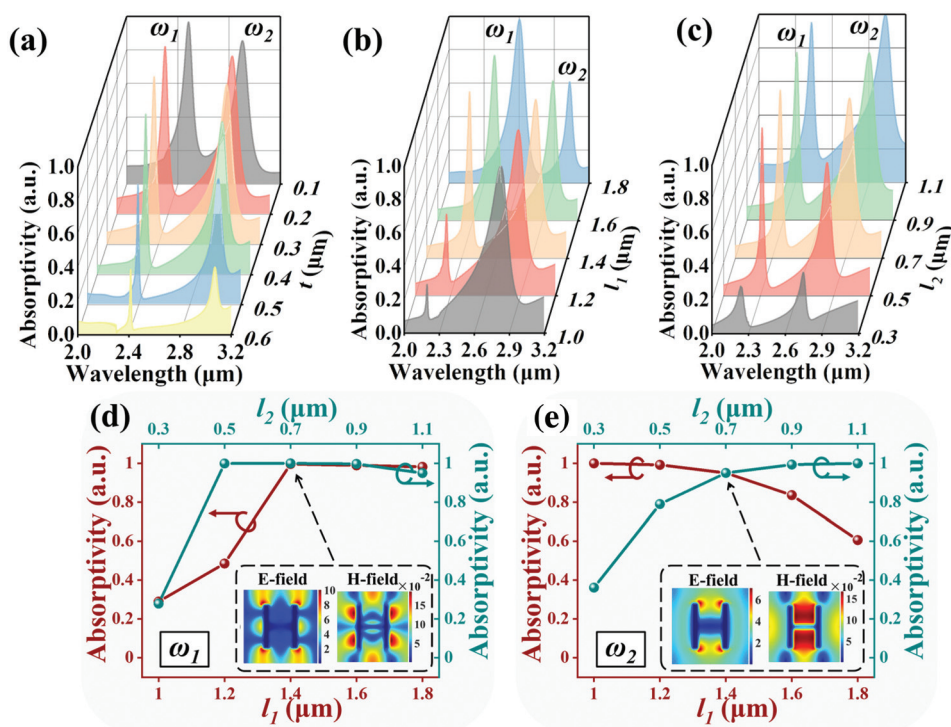 (a)
ω1
ω2
Absorptivity (a.u.)
1.0
0.8
0.6
0.4
0.2
0.0
2.0
2.4
2.8
3.2
Wavelength (μm)
0.1
0.2
0.3
0.4
0.5
0.6
t (μm)
(b)
ω1
ω2
Absorptivity (a.u.)
1.0
0.8
0.6
0.4
0.2
0.0
2.0
2.3
2.6
2.9
3.2
Wavelength (μm)
1.8
1.6
1.4
1.2
1.0
l1 (μm)
(c)
ω1
ω2
Absorptivity (a.u.)
1.0
0.8
0.6
0.4
0.2
0.0
2.0
2.3
2.6
2.9
3.2
Wavelength (μm)
1.1
0.9
0.7
0.5
0.3
l2 (μm)
(d)
l2 (μm)
0.3 0.5 0.7 0.9 1.1
Absorptivity (a.u.)
1
0.8
0.6
0.4
0.2
0
Absorptivity (a.u.)
1
0.8
0.6
0.4
0.2
0
E-field
10
8
6
4
2
H-field
×10-2
15
10
5
ω1
1 1.2 1.4 1.6 1.8
l1 (μm)
(e)
l2 (μm)
0.3 0.5 0.7 0.9 1.1
Absorptivity (a.u.)
1
0.8
0.6
0.4
0.2
0
Absorptivity (a.u.)
1
0.8
0.6
0.4
0.2
0
E-field
6
4
2
H-field
×10-2
15
10
5
ω2
1 1.2 1.4 1.6 1.8
l1 (μm)